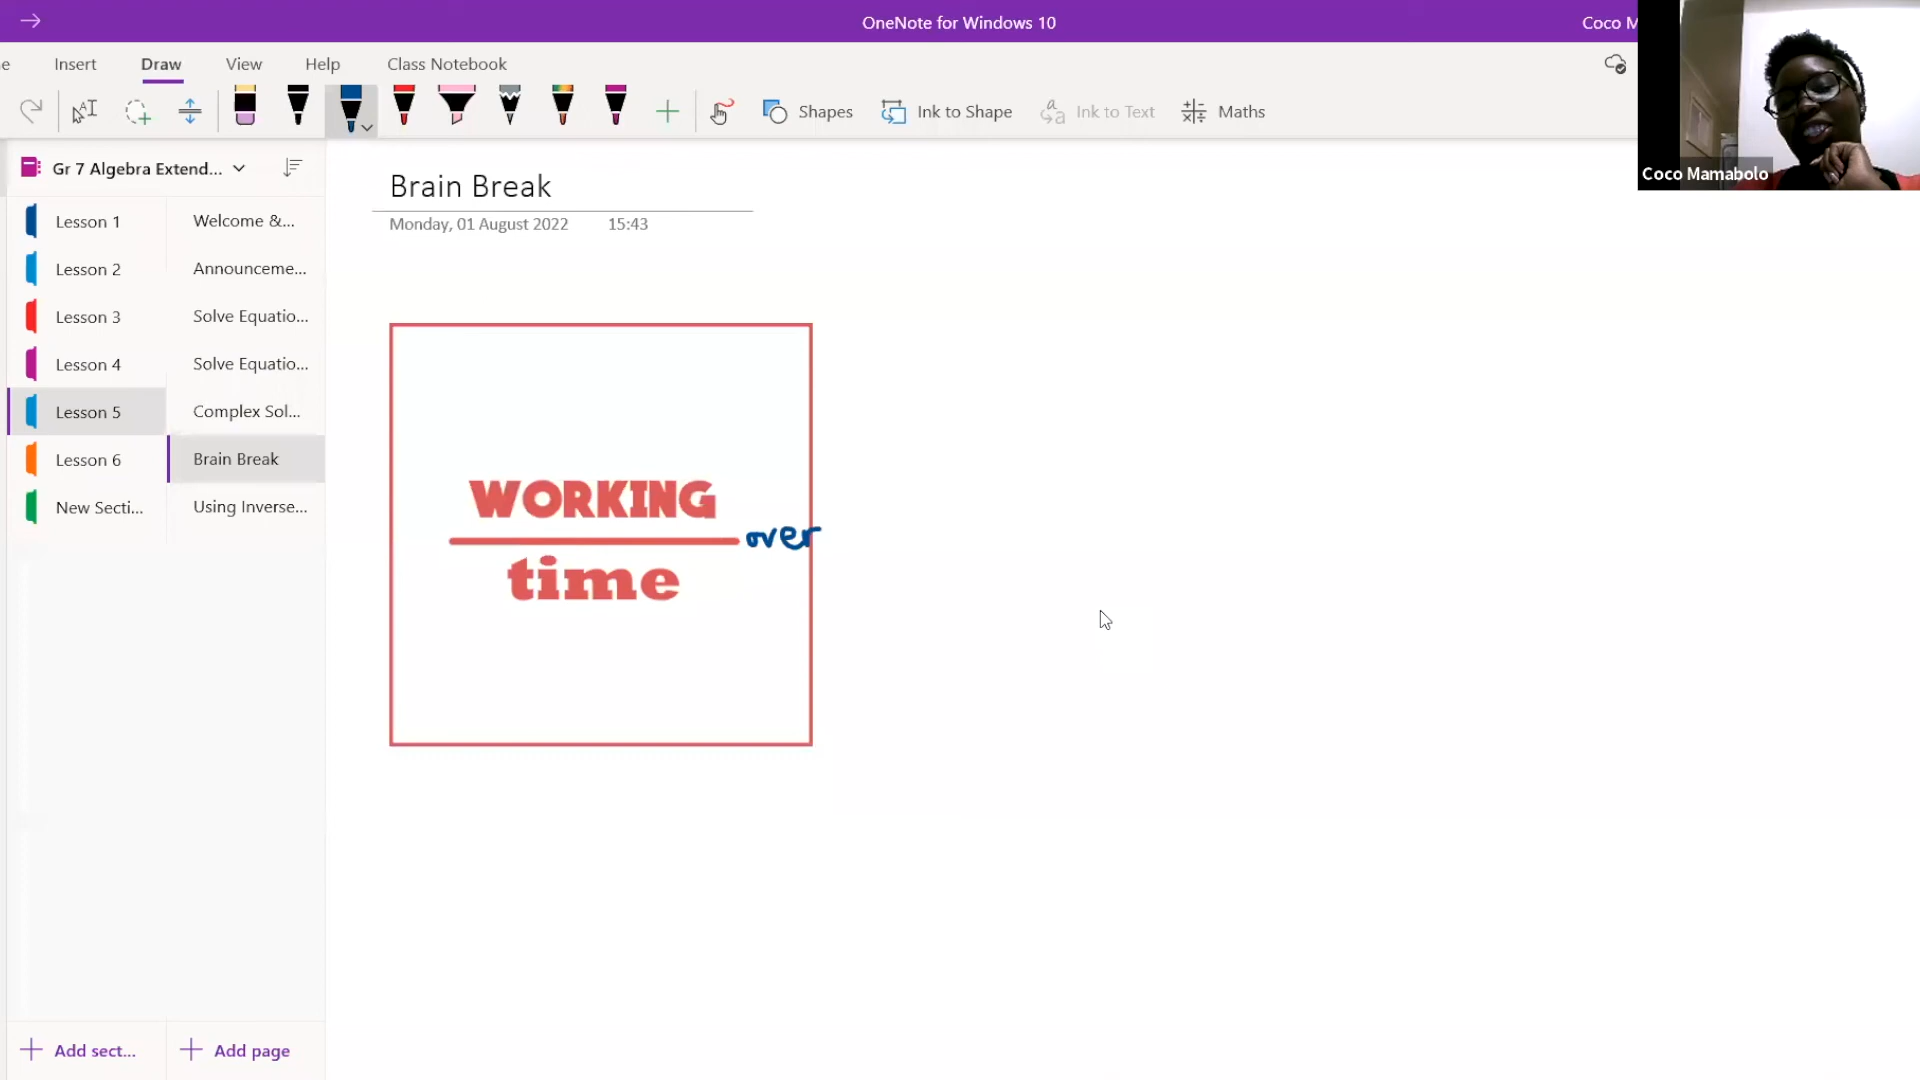 OneNote for Windows 10
Coco M
e Insert Draw View Help Class Notebook
Shapes Ink to Shape Ink to Text Maths
Coco Mamabolo
Gr 7 Algebra Extend...
Lesson 1
Lesson 2
Lesson 3
Lesson 4
Lesson 5
Lesson 6
New Secti...
Welcome &...
Announceme...
Solve Equatio...
Solve Equatio...
Complex Sol...
Brain Break
Using Inverse...
Add sect...
Add page
Brain Break
Monday, 01 August 2022 15:43
WORKING
over
time